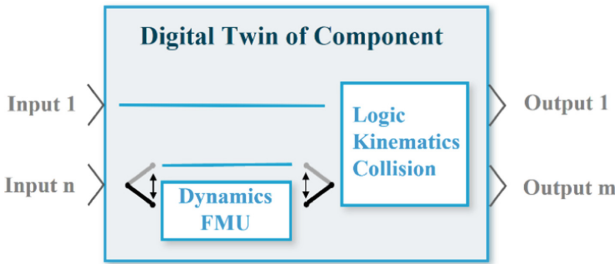 Digital Twin of Component
Input 1
Output 1
Logic
Kinematics
Collision
Input n
Output m
Dynamics
FMU